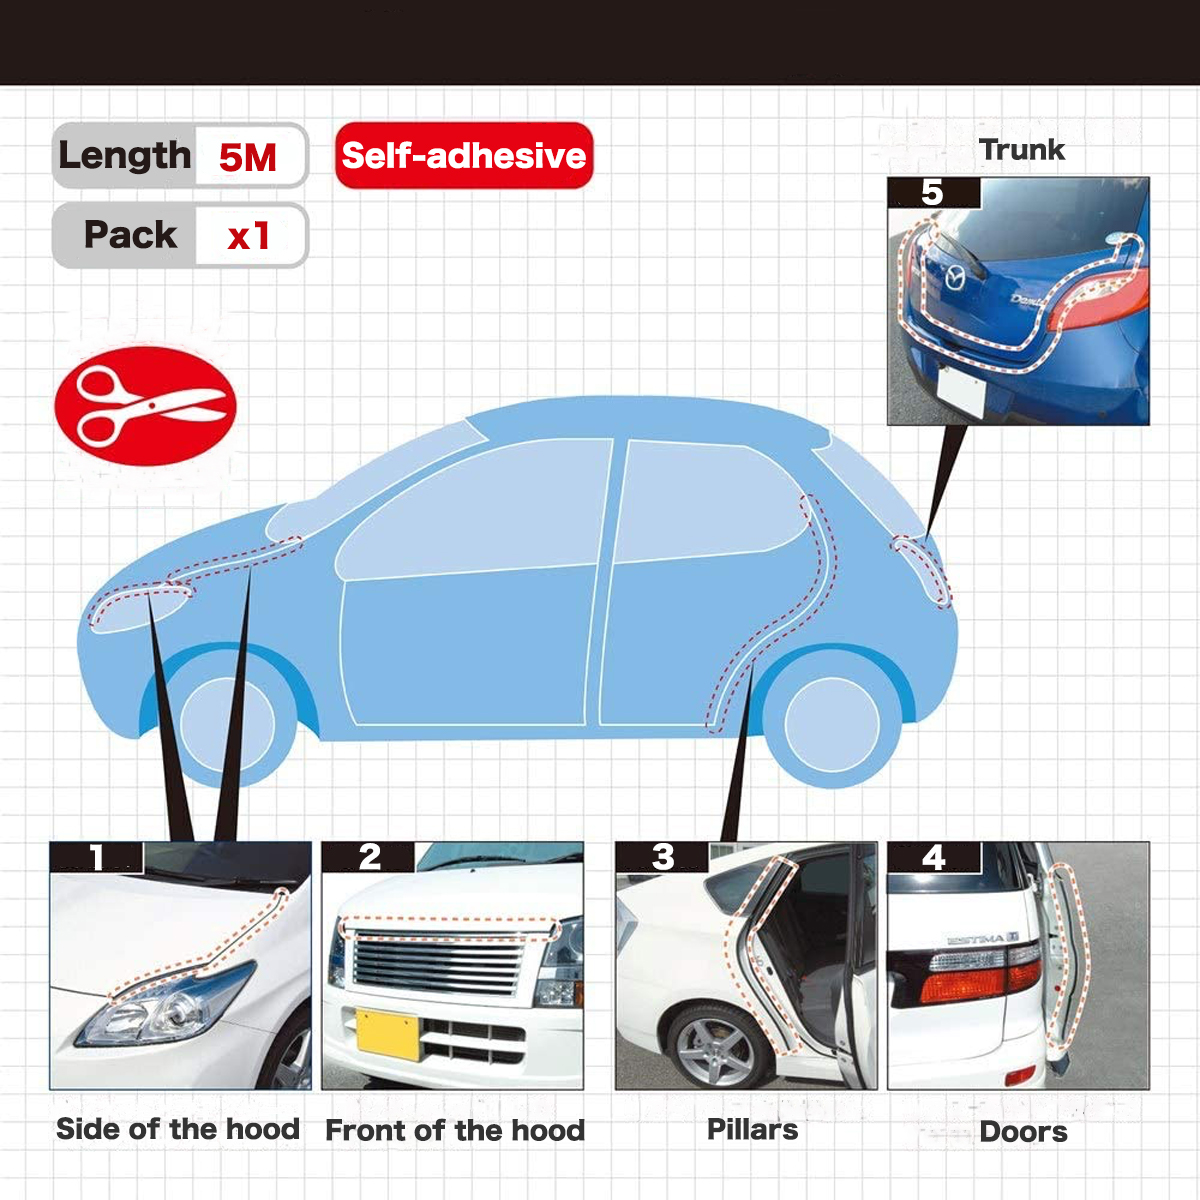 Length 5M
Self-adhesive
Pack x1
Trunk
5
1
2
3
4
ESTIMA
Side of the hood
Front of the hood
Pillars
Doors